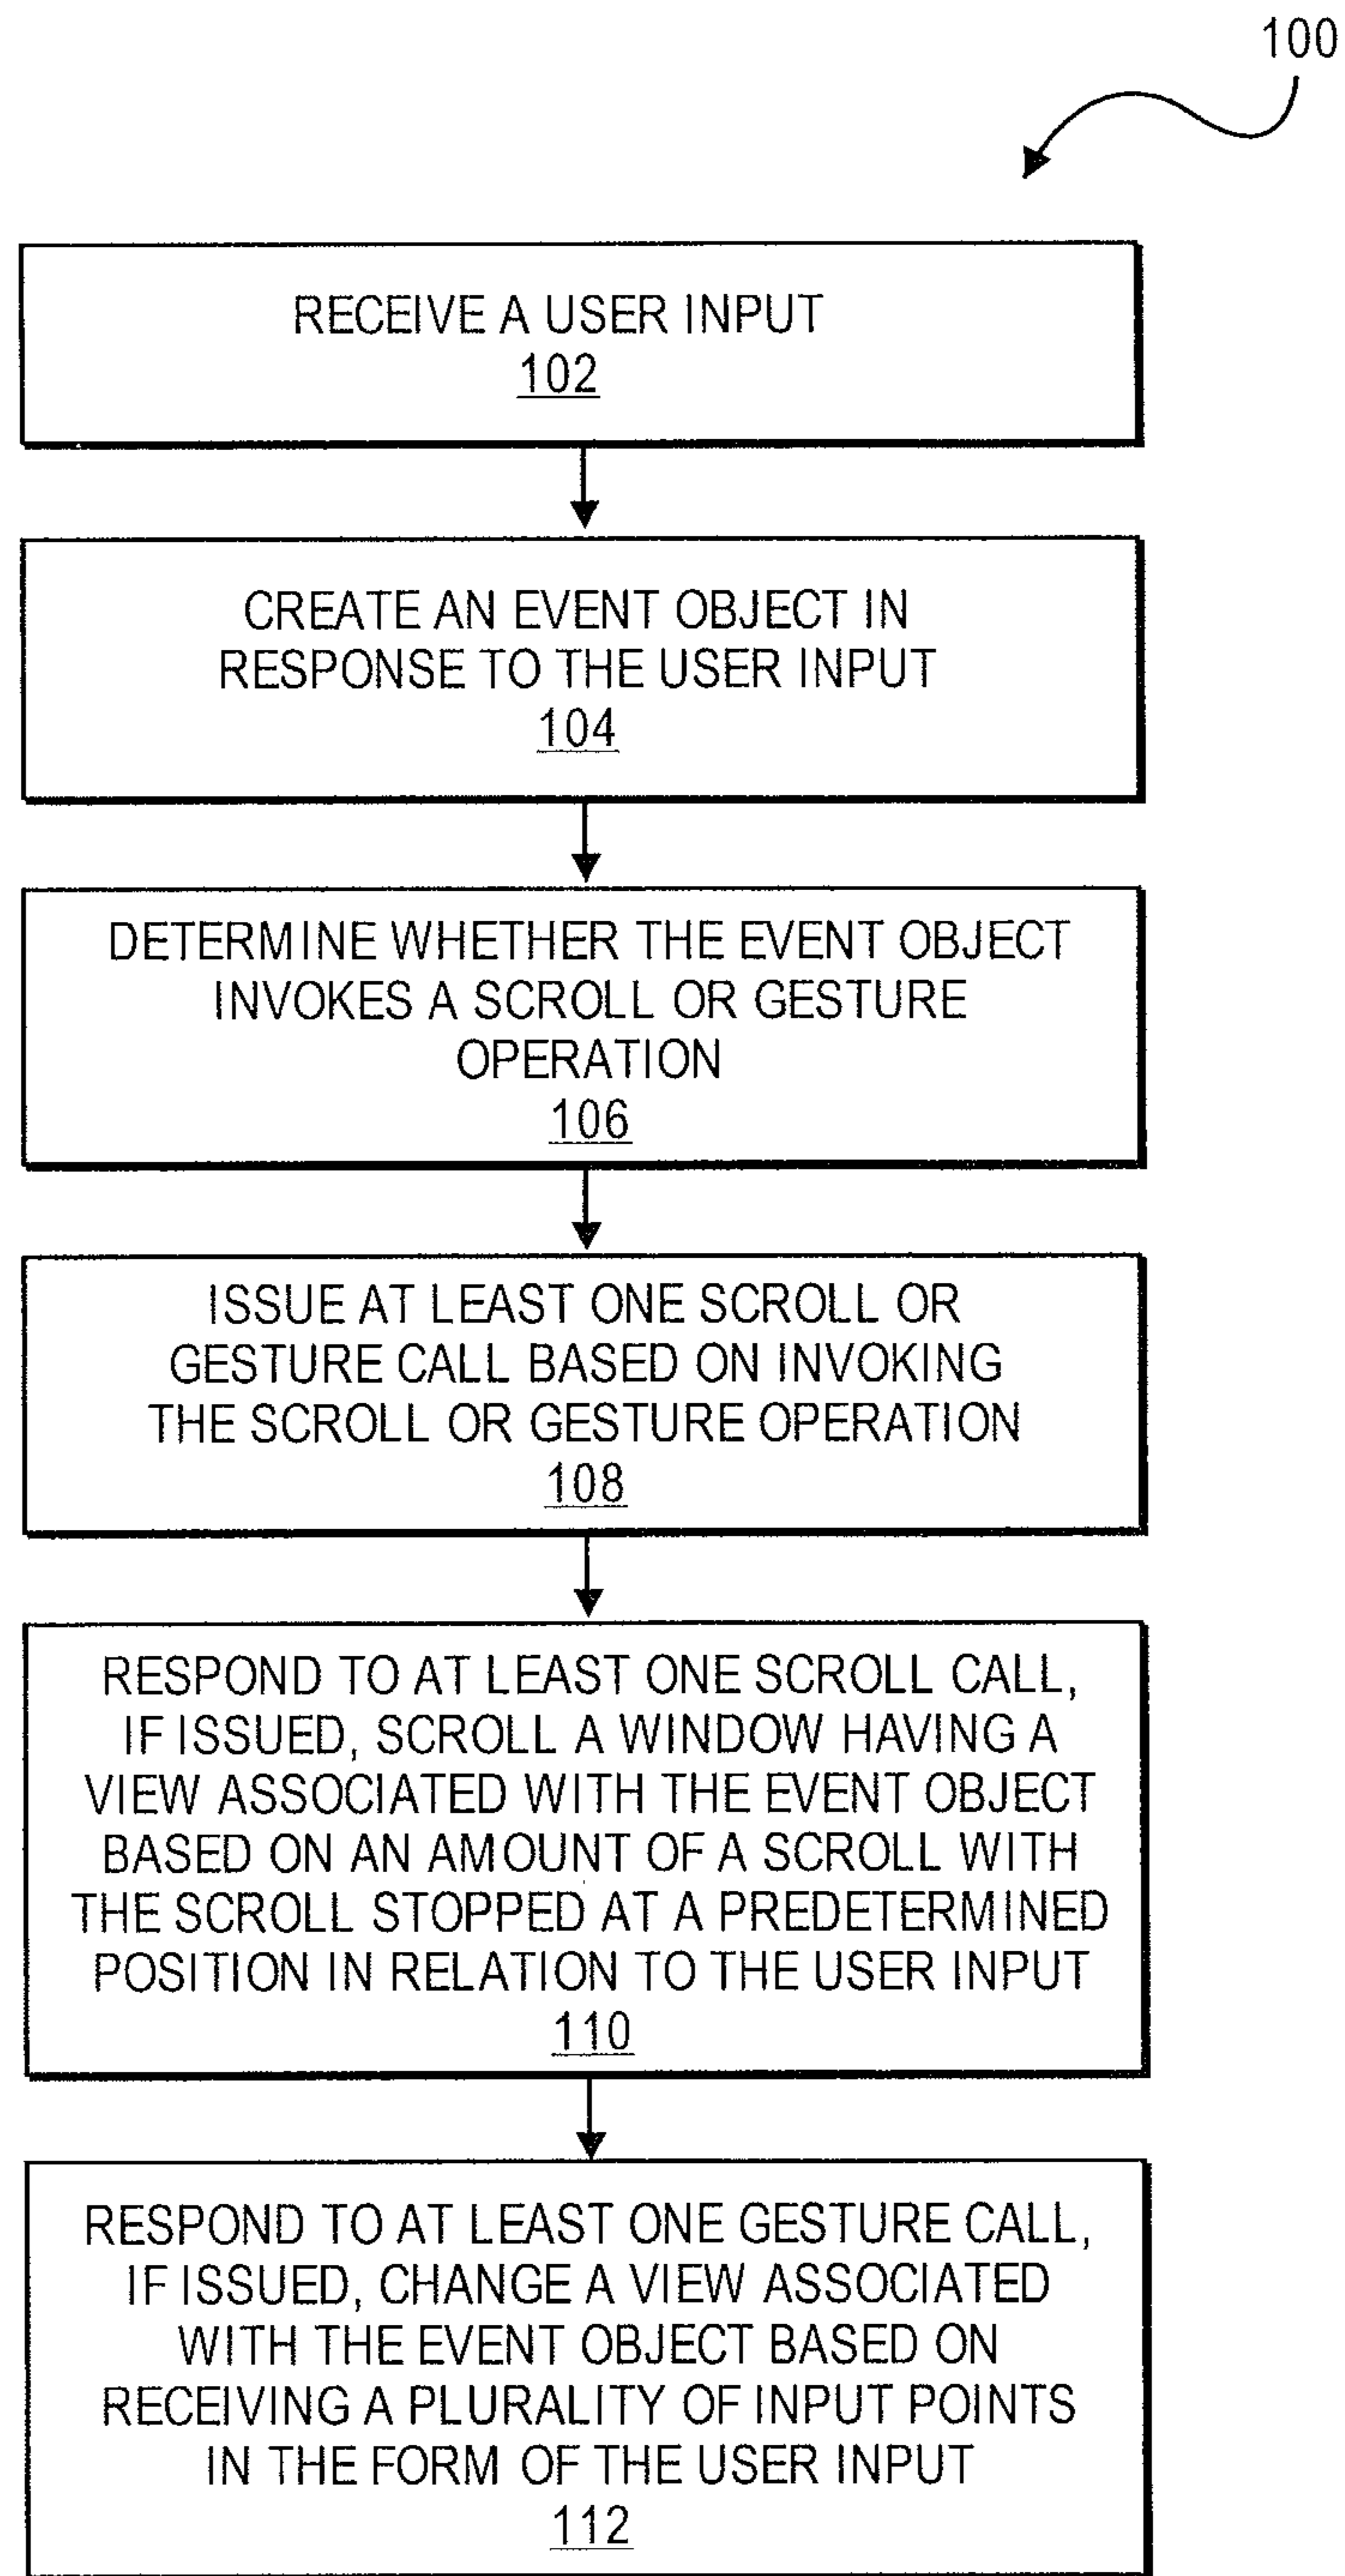 100
RECEIVE A USER INPUT
102
CREATE AN EVENT OBJECT IN
RESPONSE TO THE USER INPUT
104
DETERMINE WHETHER THE EVENT OBJECT
INVOKES A SCROLL OR GESTURE
OPERATION
106
ISSUE AT LEAST ONE SCROLL OR
GESTURE CALL BASED ON INVOKING
THE SCROLL OR GESTURE OPERATION
108
RESPOND TO AT LEAST ONE SCROLL CALL,
IF ISSUED, SCROLL A WINDOW HAVING A
VIEW ASSOCIATED WITH THE EVENT OBJECT
BASED ON AN AMOUNT OF A SCROLL WITH
THE SCROLL STOPPED AT A PREDETERMINED
POSITION IN RELATION TO THE USER INPUT
110
RESPOND TO AT LEAST ONE GESTURE CALL,
IF ISSUED, CHANGE A VIEW ASSOCIATED
WITH THE EVENT OBJECT BASED ON
RECEIVING A PLURALITY OF INPUT POINTS
IN THE FORM OF THE USER INPUT
112